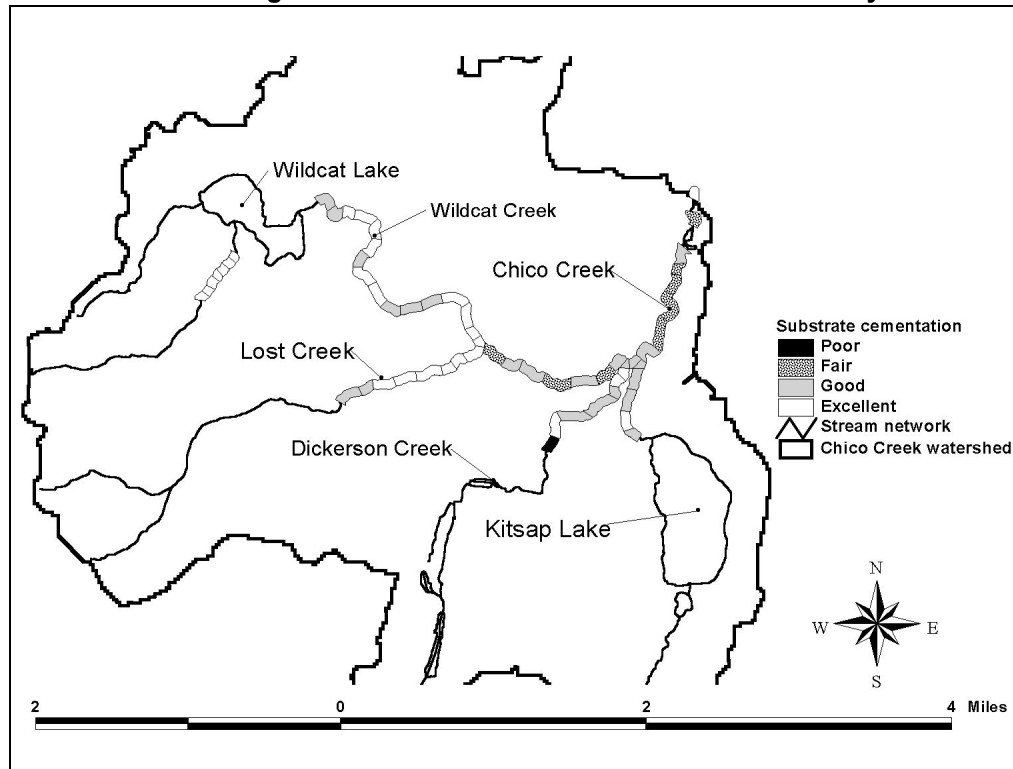 Wildcat Lake
Wildcat Creek
Chico Creek
Substrate cementation
Poor
Fair
Good
Excellent
Stream network
Chico Creek watershed
Lost Creek
Dickerson Creek
Kitsap Lake
N
W E
S
2 0 2 4 Miles